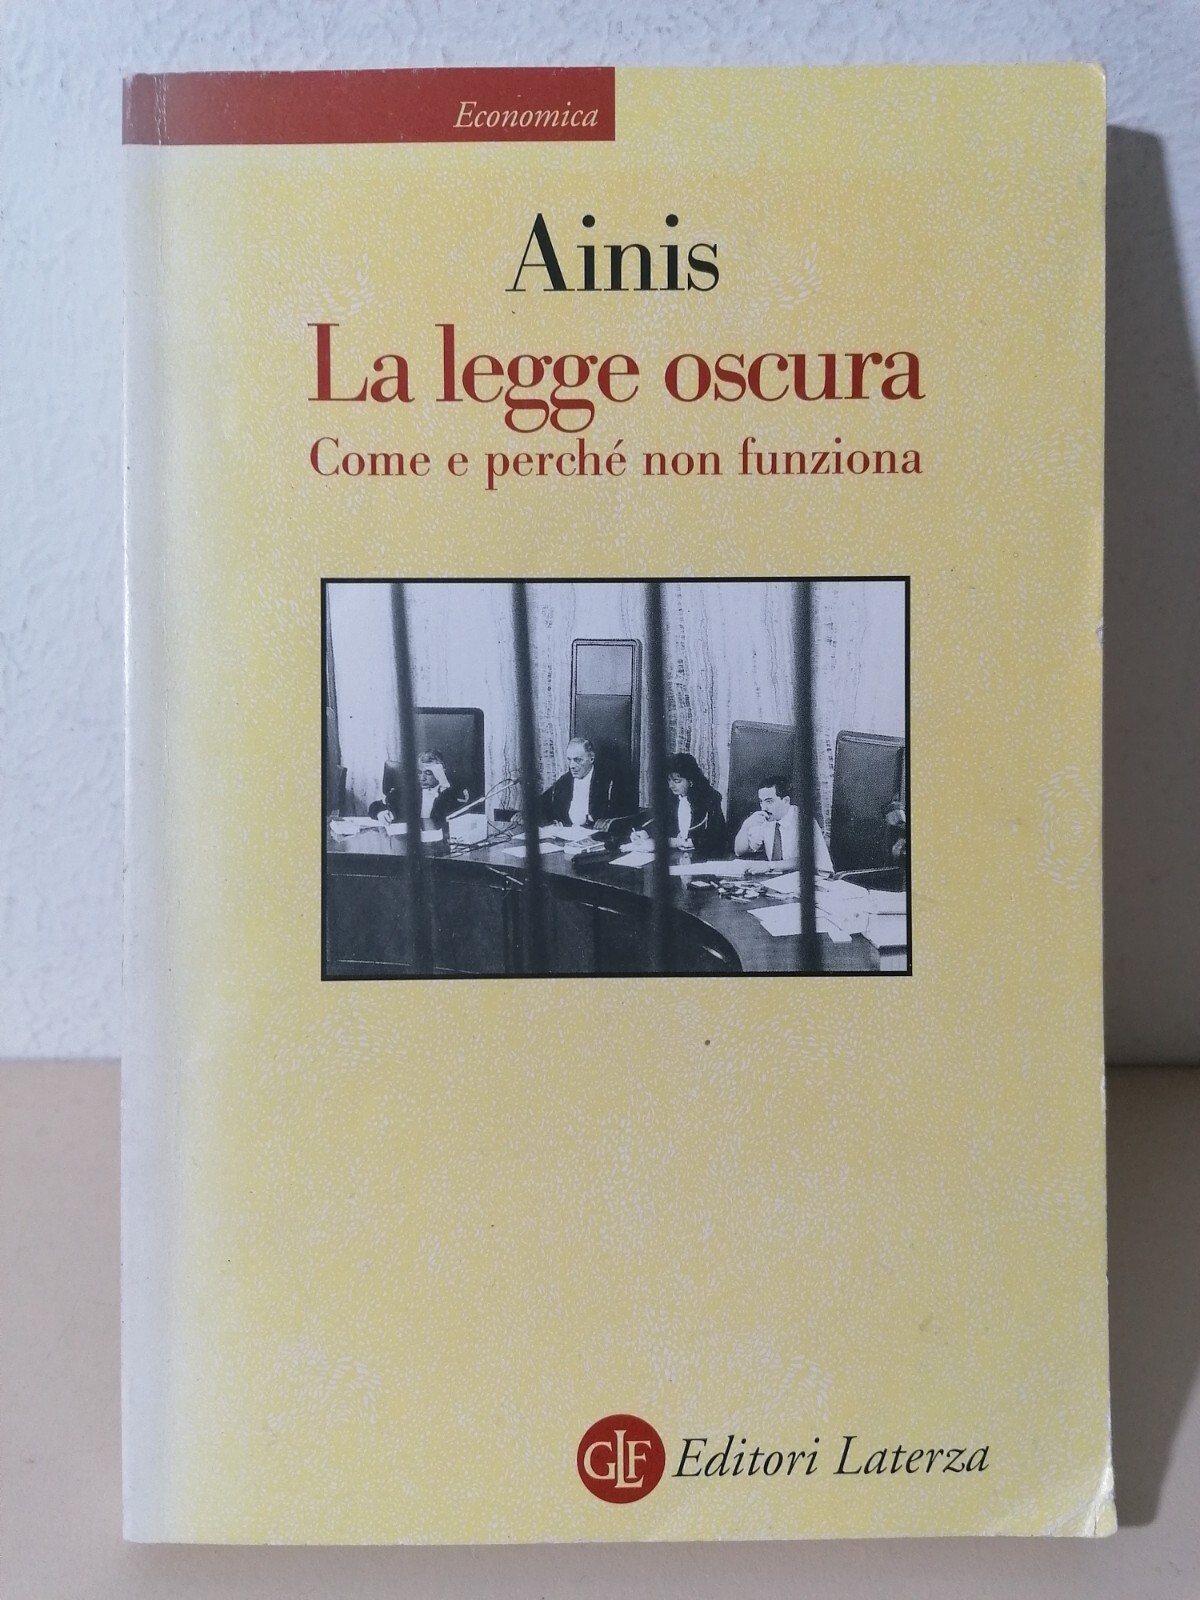 Economica
Ainis
La legge oscura
Come e perché non funziona
GLF Editori Laterza